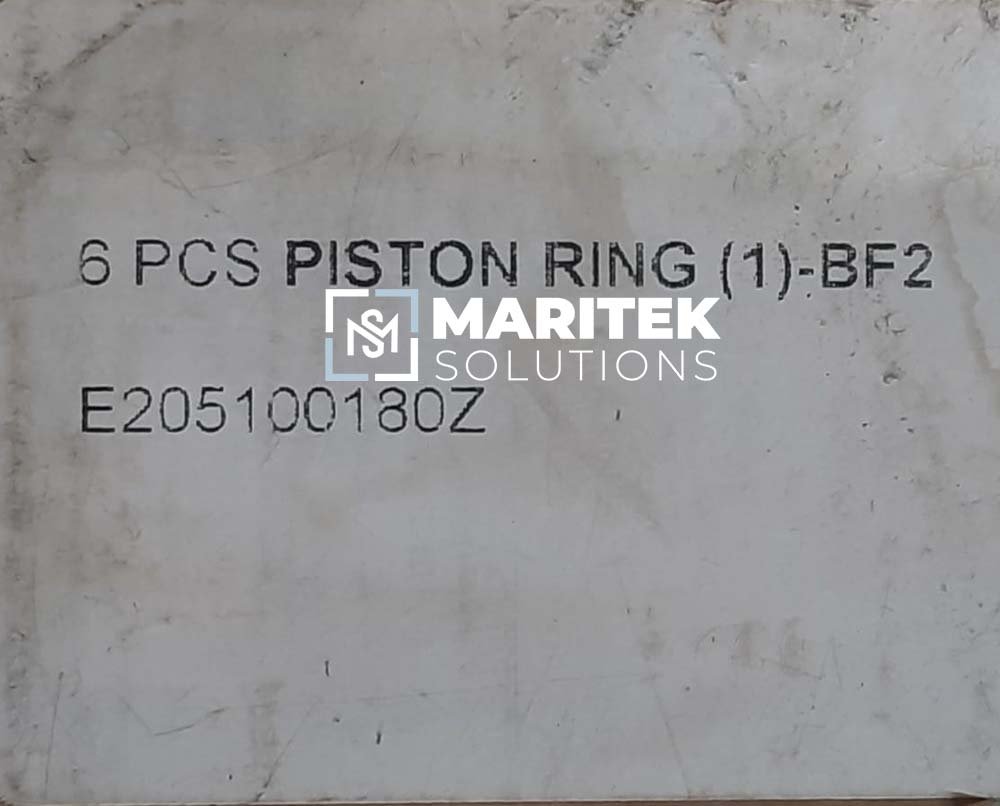 6 PCS PISTON RING (1)-BF2
MARITEK
SOLUTIONS
E205100180Z